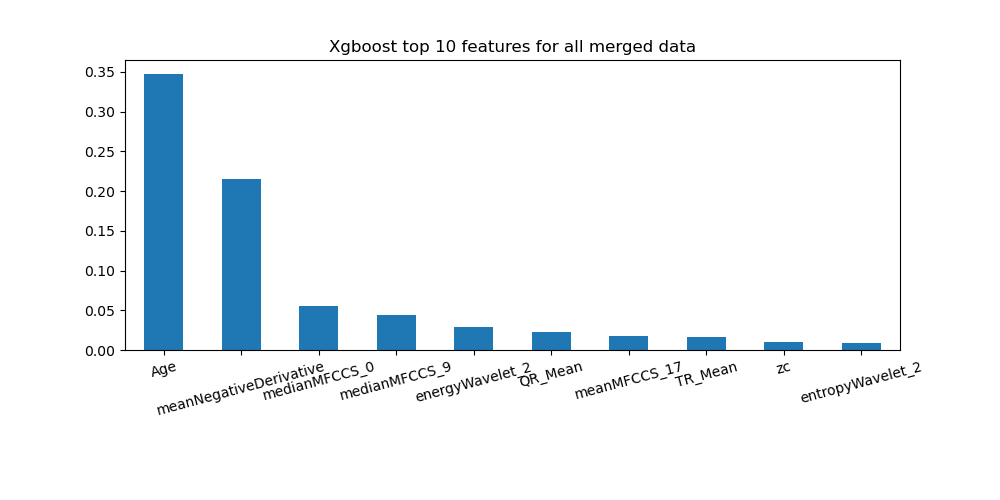 Xgboost top 10 features for all merged data
0.35
0.30
0.25
0.20
0.15
0.10
0.05
0.00
Age
meanNegativeDerivative
medianMFCCS_0
medianMFCCS_9
energyWavelet_2
QR_Mean
meanMFCCS_17
TR_Mean
zc
entropyWavelet_2